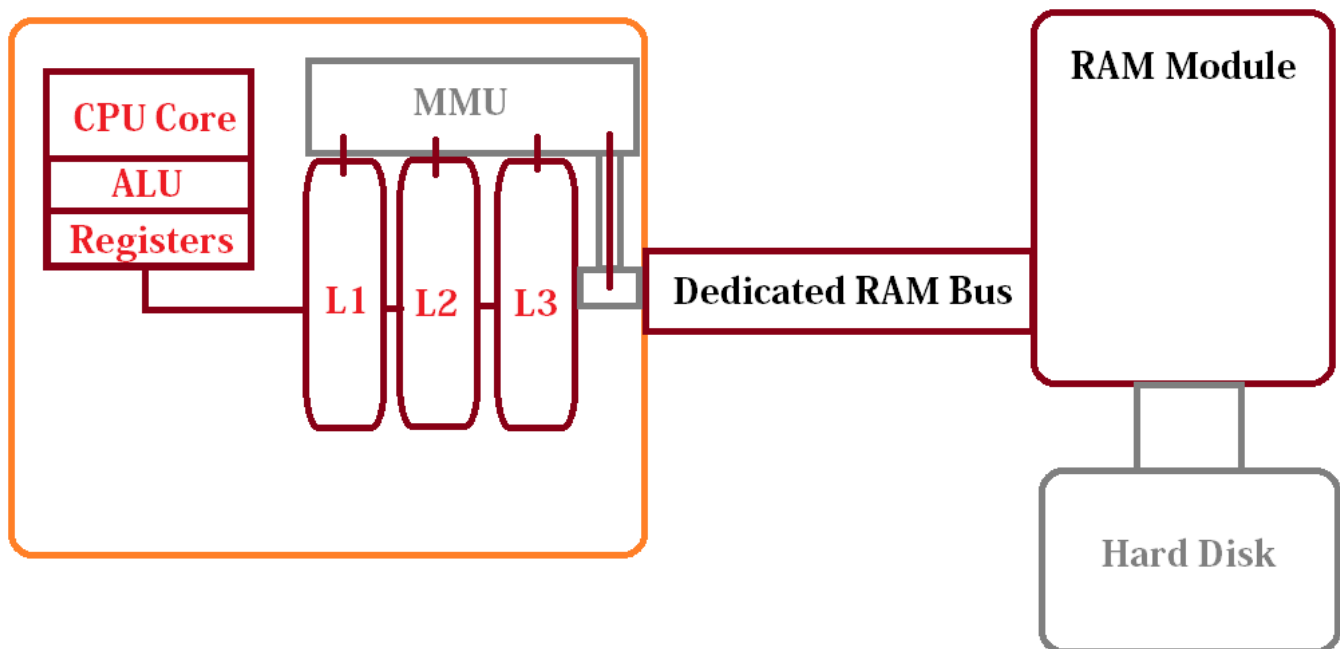 CPU Core
ALU
Registers
MMU
L1
L2
L3
Dedicated RAM Bus
RAM Module
Hard Disk